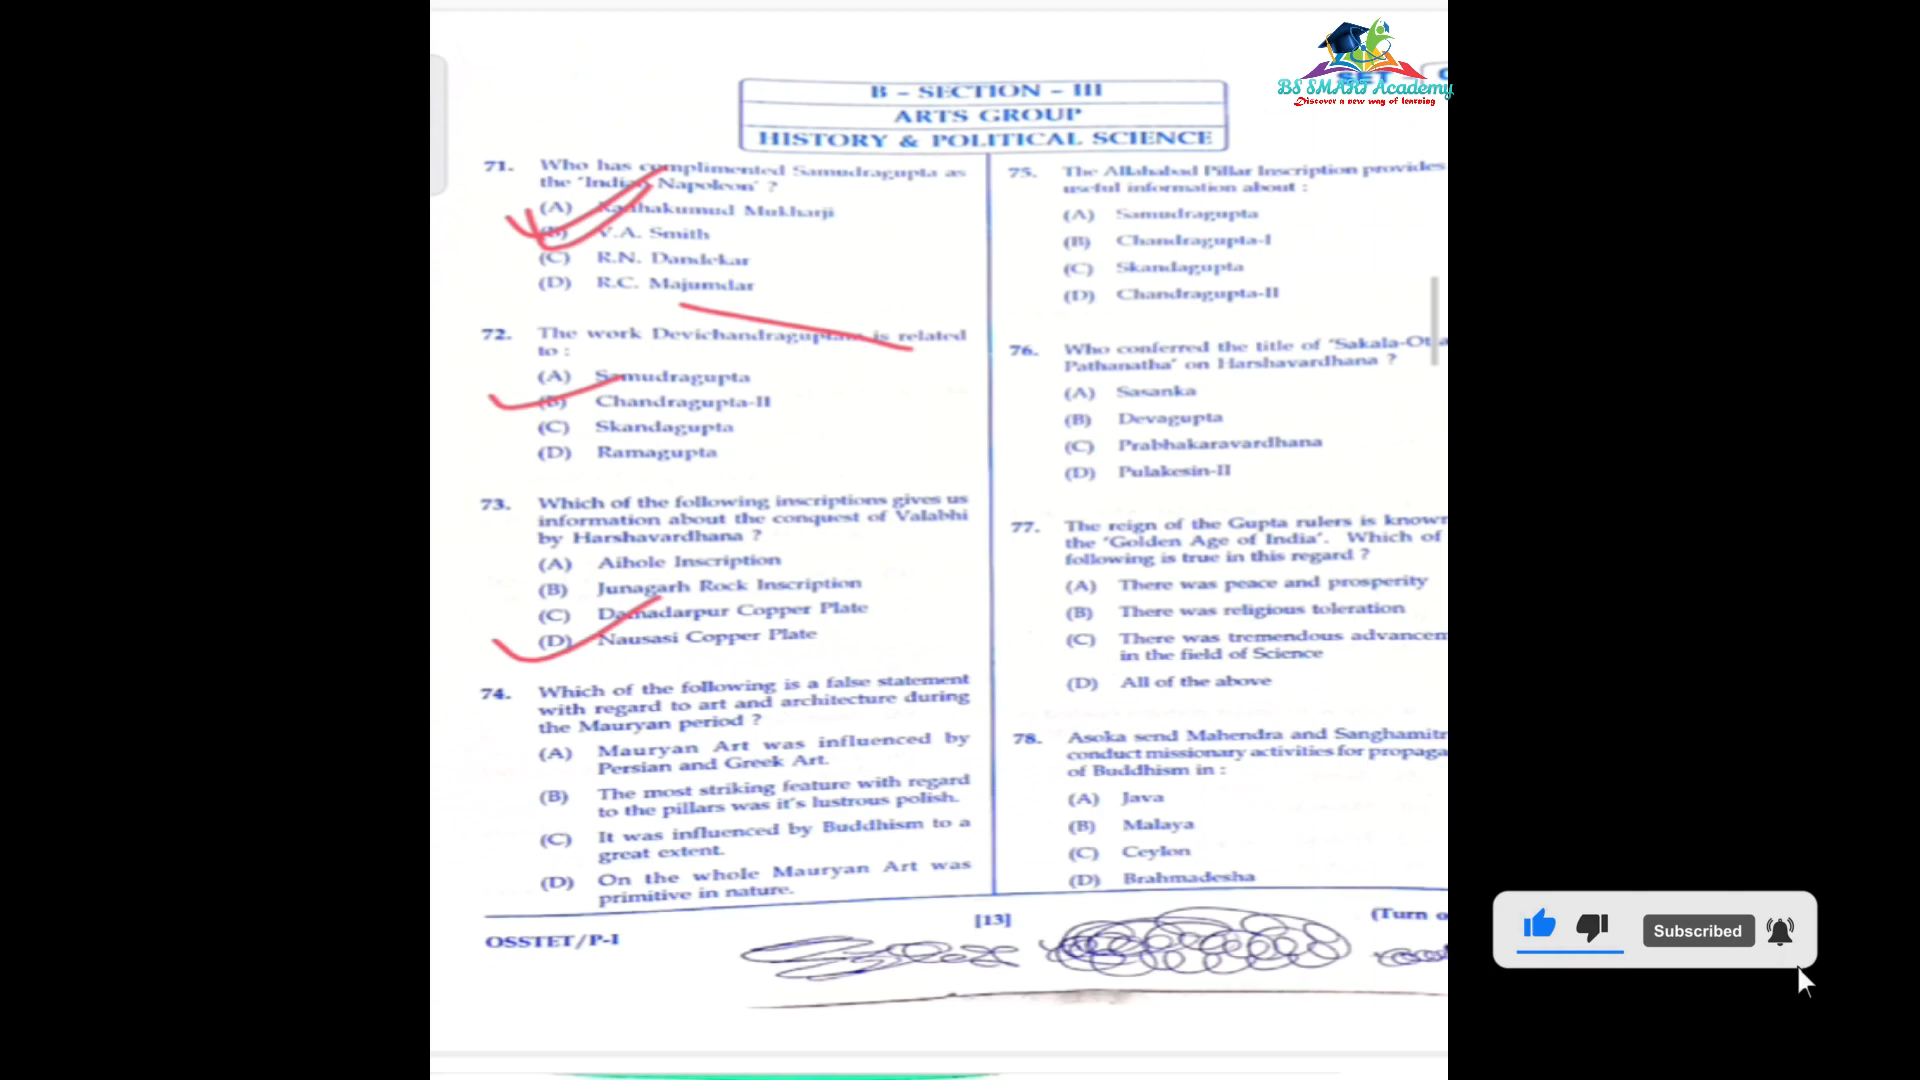 BS SMART Academy
Discover a new way of learning
SET
B - SECTION - III
ARTS GROUP
HISTORY & POLITICAL SCIENCE
71. Who has complimented Samudragupta as
the 'Indian Napoleon' ?
(A) Radhakumud Mukharji
(B) V.A. Smith
(C) R.N. Dandekar
(D) R.C. Majumdar
72. The work Devichandraguptam is related
to :
(A) Samudragupta
(B) Chandragupta-II
(C) Skandagupta
(D) Ramagupta
73. Which of the following inscriptions gives us
information about the conquest of Valabhi
by Harshavardhana ?
(A) Aihole Inscription
(B) Junagarh Rock Inscription
(C) Damadarpur Copper Plate
(D) Nausasi Copper Plate
74. Which of the following is a false statement
with regard to art and architecture during
the Mauryan period ?
(A) Mauryan Art was influenced by
Persian and Greek Art.
(B) The most striking feature with regard
to the pillars was it's lustrous polish.
(C) It was influenced by Buddhism to a
great extent.
(D) On the whole Mauryan Art was
primitive in nature.
75. The Allahabad Pillar Inscription provides
useful information about :
(A) Samudragupta
(B) Chandragupta-I
(C) Skandagupta
(D) Chandragupta-II
76. Who conferred the title of
Pathanatha' on Harshavardhana ?
(A) Sasanka
(B) Devagupta
(C) Prabhakaravardhana
(D) Pulakesin-II
77. The reign of the Gupta rulers is known
the 'Golden Age of India'. Which of
following is true in this regard ?
(A) There was peace and prosperity
(B) There was religious toleration
(C) There was tremendous advancem
in the field of Science
(D) All of the above
78. Asoka send Mahendra and Sanghamitr
conduct missionary activities for propaga
of Buddhism in :
(A) Java
(B) Malaya
(C) Ceylon
(D) Brahmadesha
OSSTET/P-I
[13]
(Turn o
Subscribed